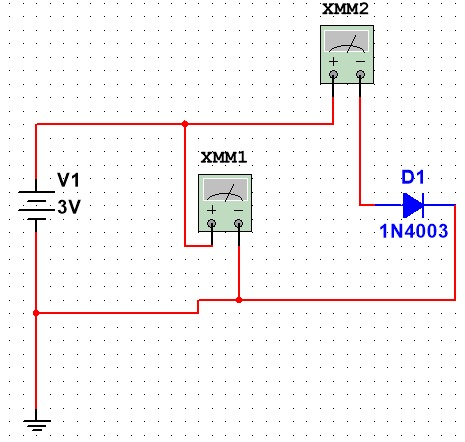 XMM2
+ −
XMM1
+ −
V1
3V
D1
1N4003